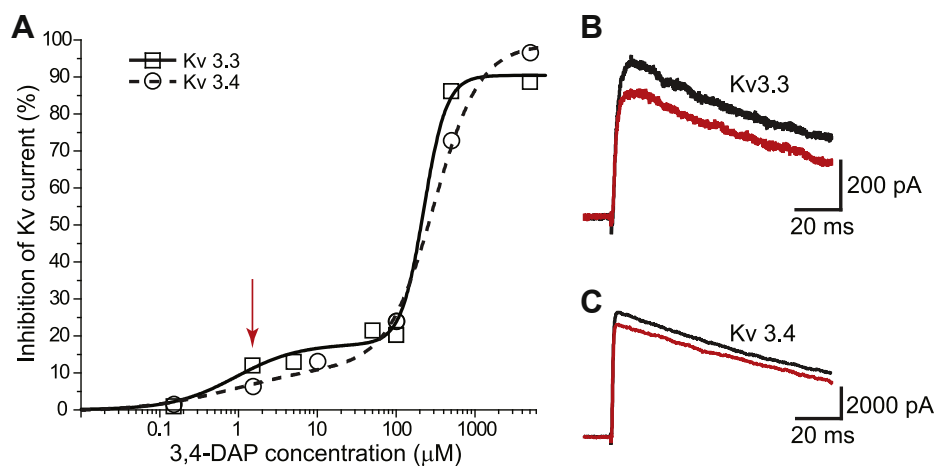 A
Inhibition of Kv current (%)
100
90
80
70
60
50
40
30
20
10
0
Kv 3.3
Kv 3.4
0.1
1
10
100
1000
3,4-DAP concentration (μM)
B
Kv3.3
200 pA
20 ms
C
Kv 3.4
2000 pA
20 ms